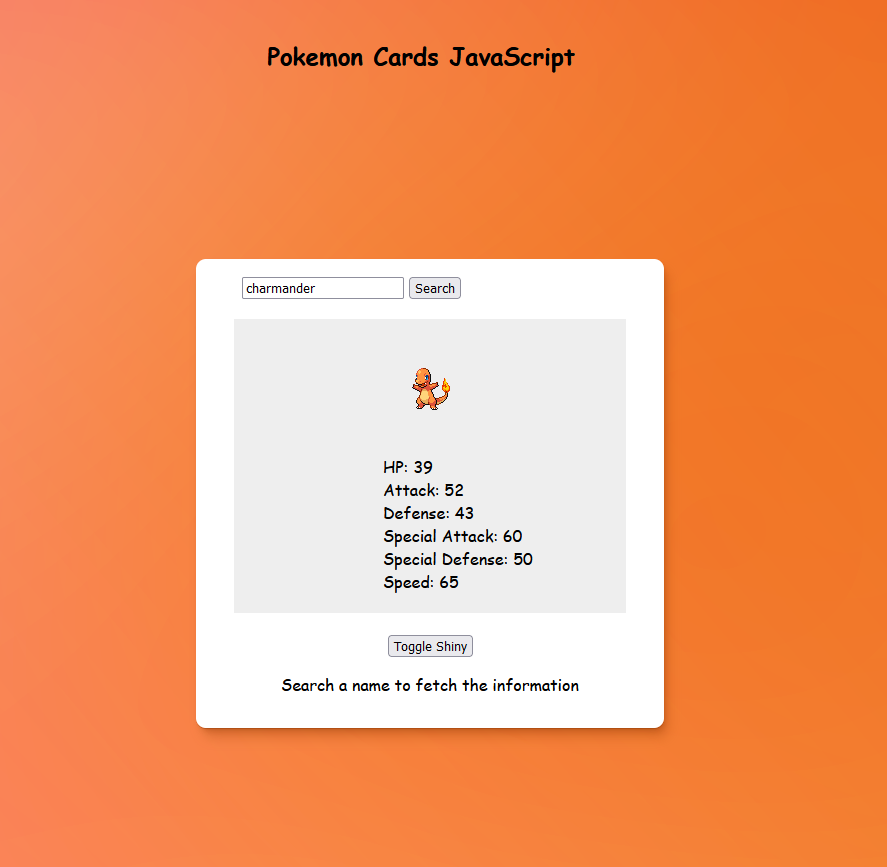 Pokemon Cards JavaScript
charmander Search
HP: 39
Attack: 52
Defense: 43
Special Attack: 60
Special Defense: 50
Speed: 65
Toggle Shiny
Search a name to fetch the information